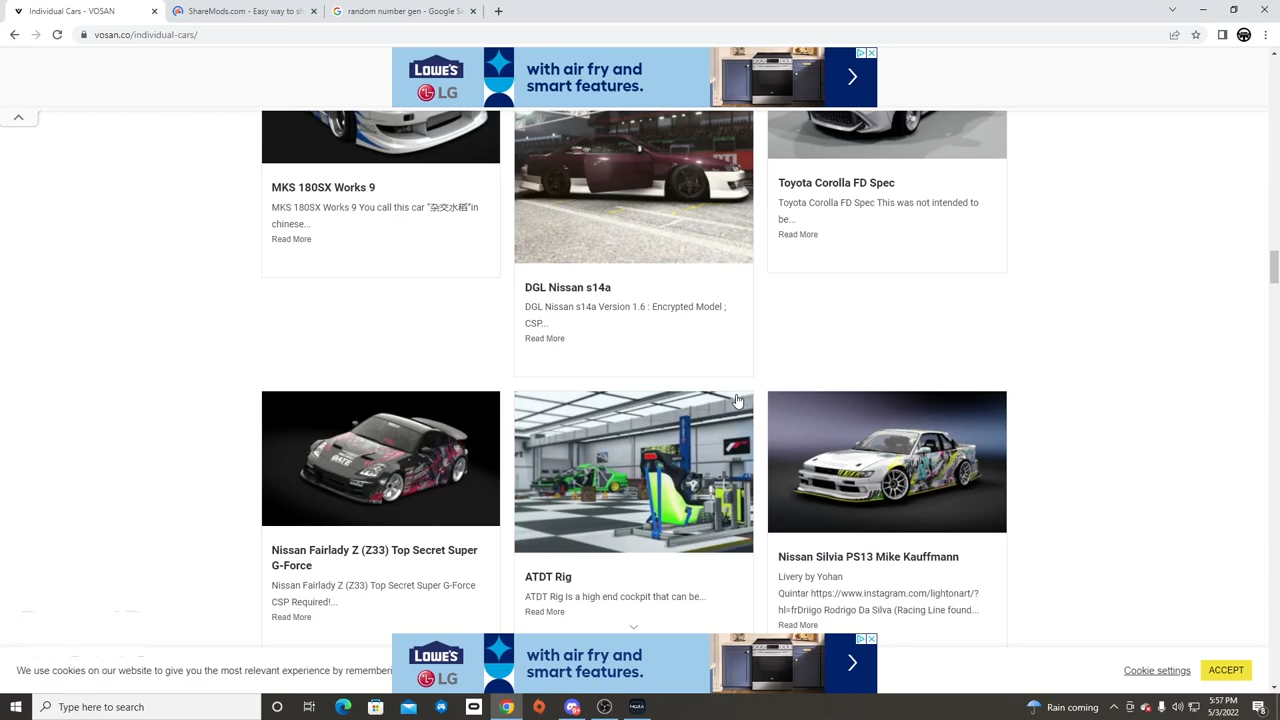 Individual Cars - VOSAN
ShareMods.com - Easy way to SA
random car generator - Google S
vosan.co/individual-cars/
LOWE'S
LG
with air fry and
smart features.
MKS 180SX Works 9
MKS 180SX Works 9 You call this car “杂交水稻”in
chinese...
Read More
DGL Nissan s14a
DGL Nissan s14a Version 1.6 : Encrypted Model ;
CSP...
Read More
Toyota Corolla FD Spec
Toyota Corolla FD Spec This was not intended to
be...
Read More
GATE
Nissan Fairlady Z (Z33) Top Secret Super
G-Force
Nissan Fairlady Z (Z33) Top Secret Super G-Force
CSP Required!...
Read More
ATDT Rig
ATDT Rig Is a high end cockpit that can be...
Read More
Nissan Silvia PS13 Mike Kauffmann
Livery by Yohan
Quintar https://www.instagram.com/lightonart/?
hl=frDriigo Rodrigo Da Silva (Racing Line found...
Read More
We use
ur website to give you the most relevant experience by rememberi
LOWE'S
LG
with air fry and
smart features.
Cookie settings
ACCEPT
Type here to search
MOZA
Rain coming
5:57 PM
5/3/2022